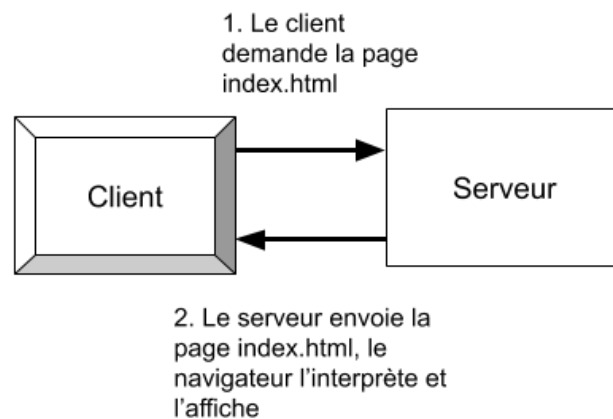 1. Le client
demande la page
index.html
Client
Serveur
2. Le serveur envoie la
page index.html, le
navigateur l'interprète et
l'affiche